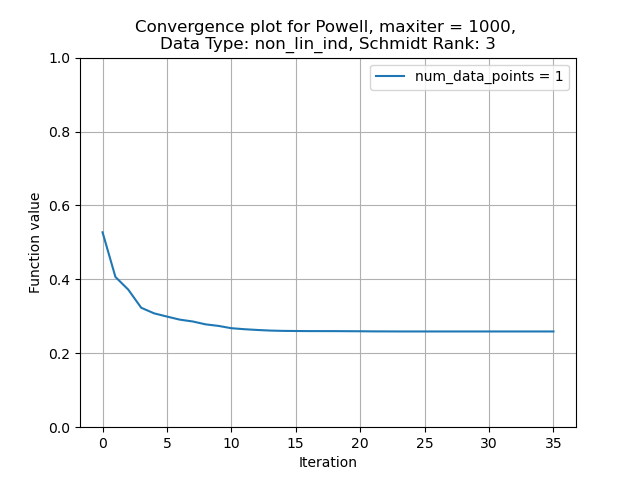 Convergence plot for Powell, maxiter = 1000,
Data Type: non_lin_ind, Schmidt Rank: 3
num_data_points = 1
1.0
0.8
0.6
0.4
0.2
0.0
Function value
0 5 10 15 20 25 30 35
Iteration